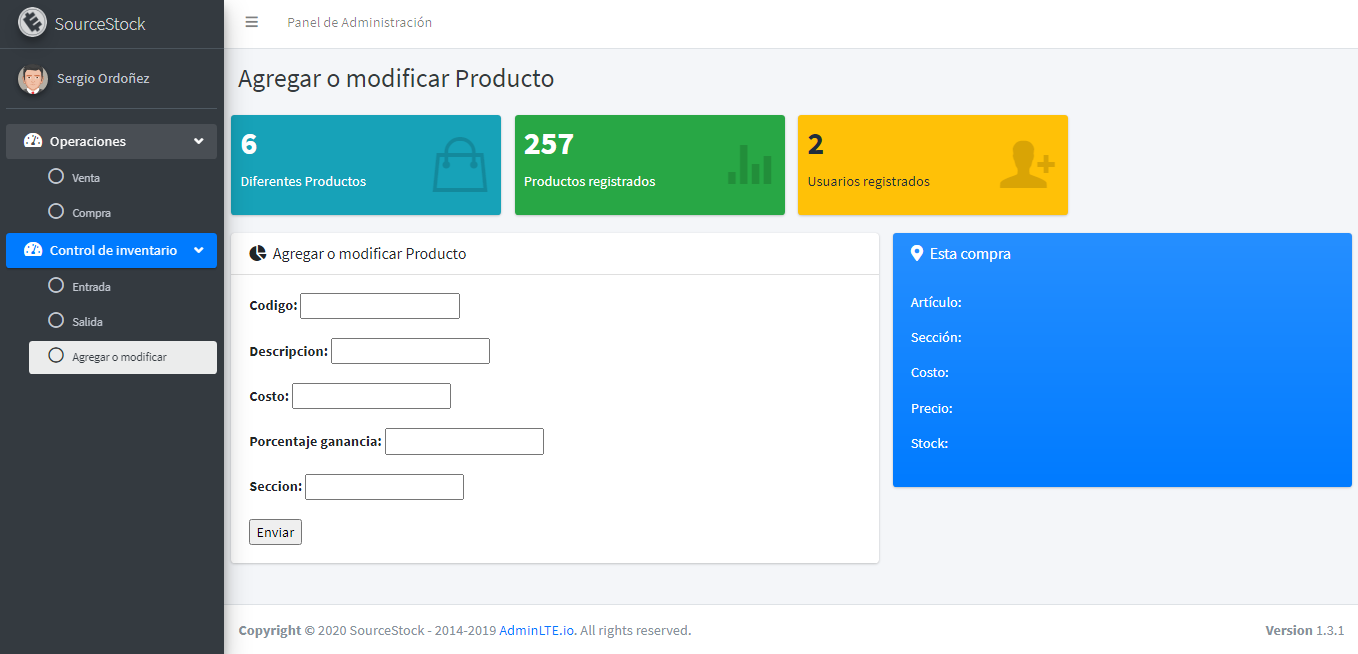 SourceStock
Panel de Administración
Sergio Ordoñez
Operaciones
Venta
Compra
Control de inventario
Entrada
Salida
Agregar o modificar
Agregar o modificar Producto
6
Diferentes Productos
257
Productos registrados
2
Usuarios registrados
Agregar o modificar Producto
Codigo:
Descripcion:
Costo:
Porcentaje ganancia:
Seccion:
Enviar
Esta compra
Artículo:
Sección:
Costo:
Precio:
Stock:
Copyright © 2020 SourceStock - 2014-2019 AdminLTE.io. All rights reserved.
Version 1.3.1